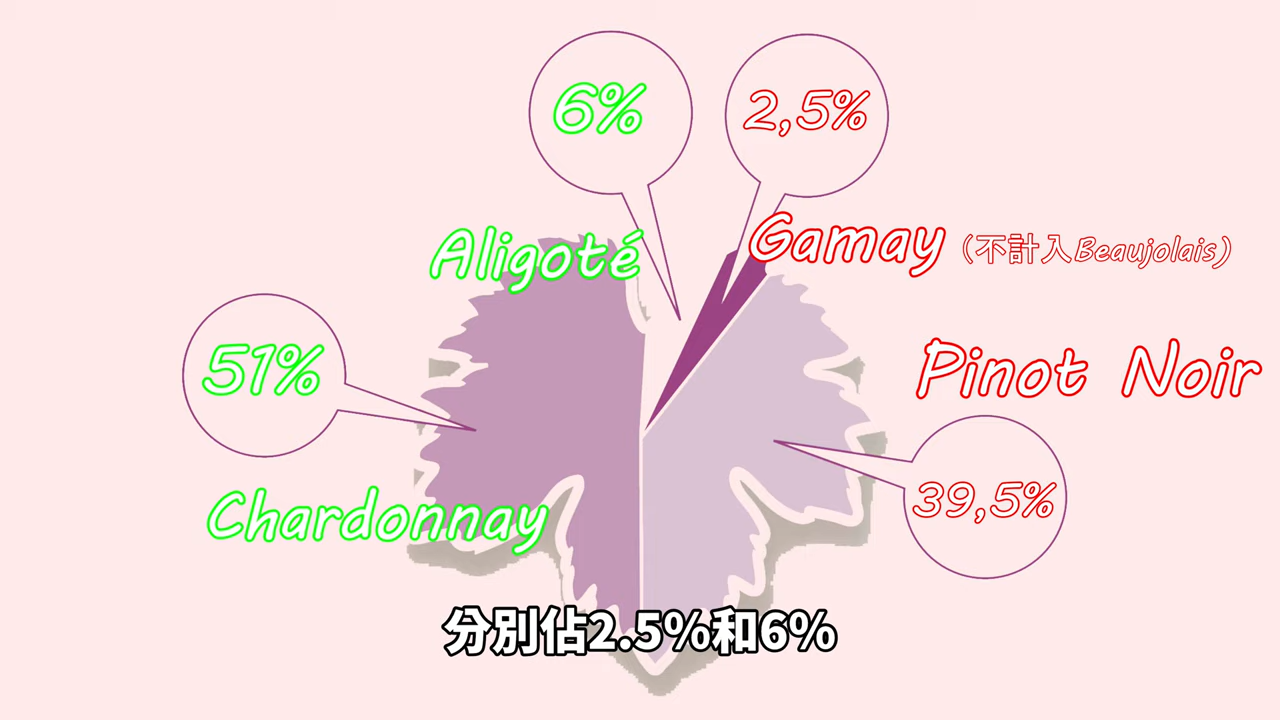 6%
2,5%
Aligoté
Gamay (不計入Beaujolais)
51%
Pinot Noir
39,5%
Chardonnay
分別佔2.5%和6%